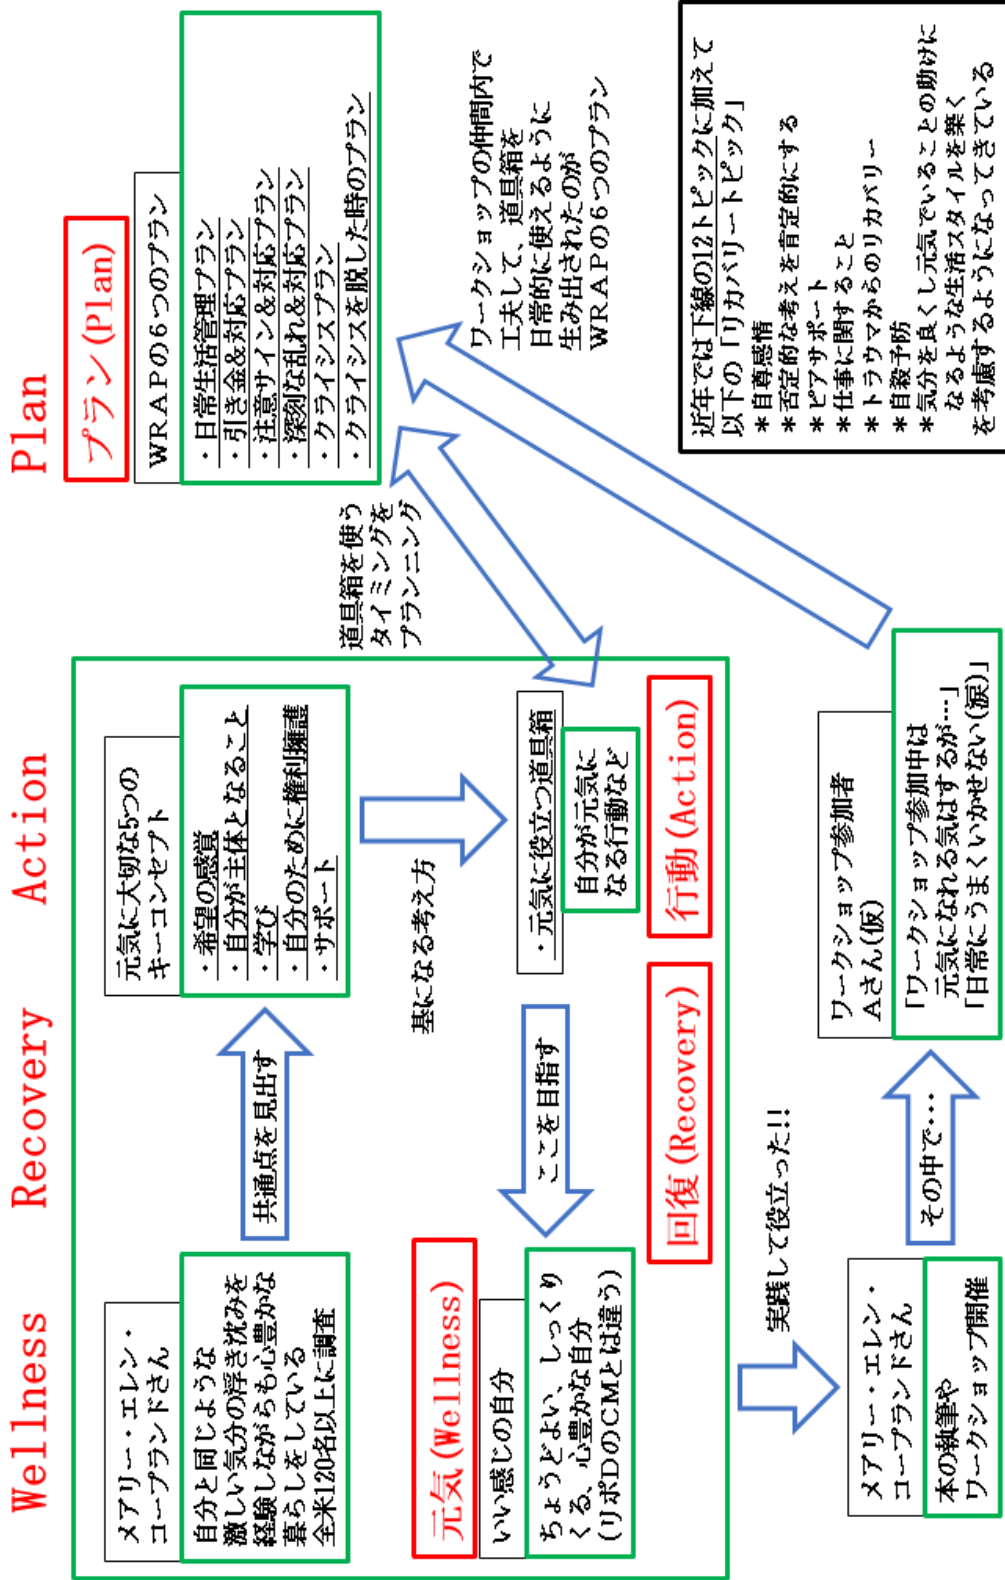 Wellness Recovery Action Plan
メアリー・エレン・
コープランドさん
自分と同じような
激しい気分の浮き沈みを
経験しながらも心豊かな
暮らしをしている
全米120名以上に調査
共通点を見出す
元気に大切な5つの
キーコンセプト
・希望の感覚
・自分が主体となること
・学び
・自分のために権利擁護
・サポート
基になる考え方
・元気に役立つ道具箱
自分が元気に
なる行動など
行動(Action)
ここを目指す
回復(Recovery)
元気(Wellness)
いい感じの自分
ちょうどよい、しっくり
くる、心豊かな自分
(リポDのCMとは違う)
実践して役立った!!
メアリー・エレン・
コープランドさん
本の執筆や
ワークショップ開催
その中で・・・
ワークショップ参加者
Aさん(仮)
「ワークショップ参加中は
元気になれる気はするが…」
「日常にうまくいかせない(涙)」
道具箱を使う
タイミングを
プランニング
プラン(Plan)
WRAPの6つのプラン
・日常生活管理プラン
・引き金&対応プラン
・注意サイン&対応プラン
・深刻な乱れ&対応プラン
・クライシスプラン
・クライシスを脱した時のプラン
ワークショップの仲間内で
工夫して、道具箱を
日常的に使えるように
生み出されたのが
WRAPの6つのプラン
近年では下線の12トピックに加えて
以下の「リカバリートピック」
*自尊感情
*否定的な考えを肯定的にする
*ピアサポート
*仕事に関すること
*トラウマからのリカバリー
*自殺予防
*気分を良くし元気でいることの助けに
なるような生活スタイルを築く
を考慮するようになってきている